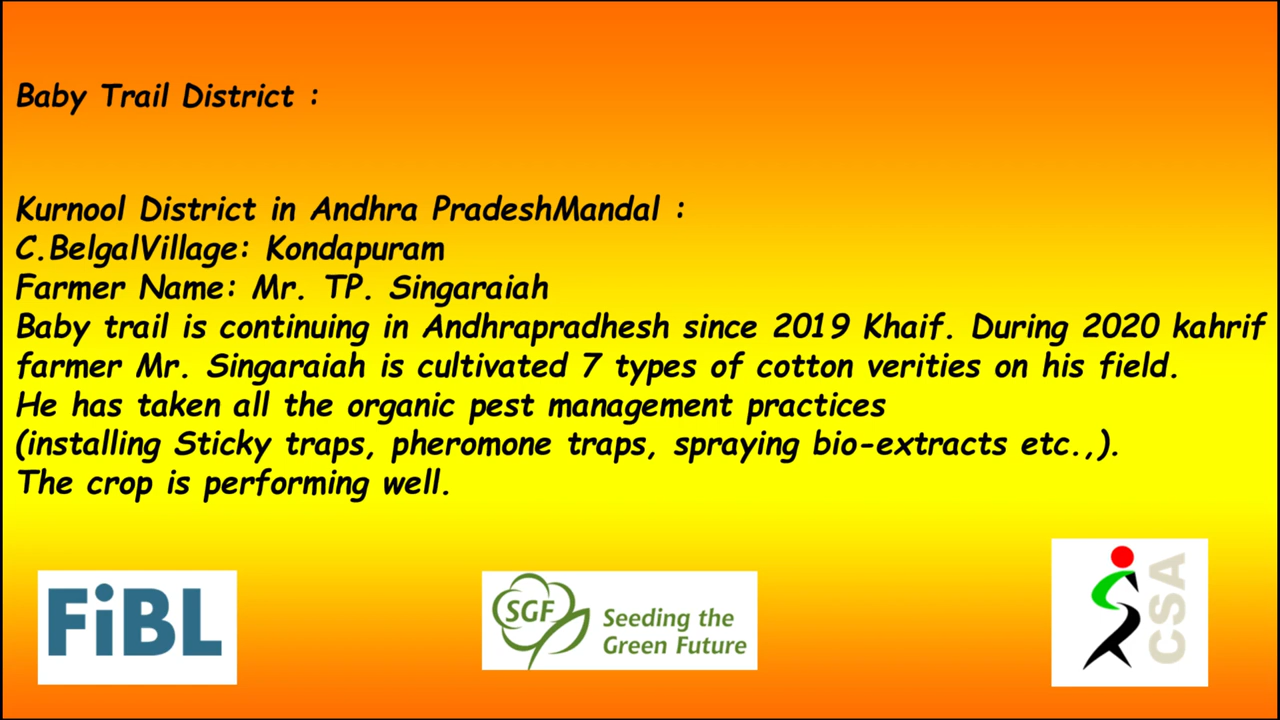 Baby Trail District :
Kurnool District in Andhra PradeshMandal :
C.BelgalVillage: Kondapuram
Farmer Name: Mr. TP. Singaraiah
Baby trail is continuing in Andhrapradhesh since 2019 Khaif. During 2020 kahrif
farmer Mr. Singaraiah is cultivated 7 types of cotton verities on his field.
He has taken all the organic pest management practices
(installing Sticky traps, pheromone traps, spraying bio-extracts etc.,).
The crop is performing well.
FiBL
SGF
Seeding the
Green Future
CSA